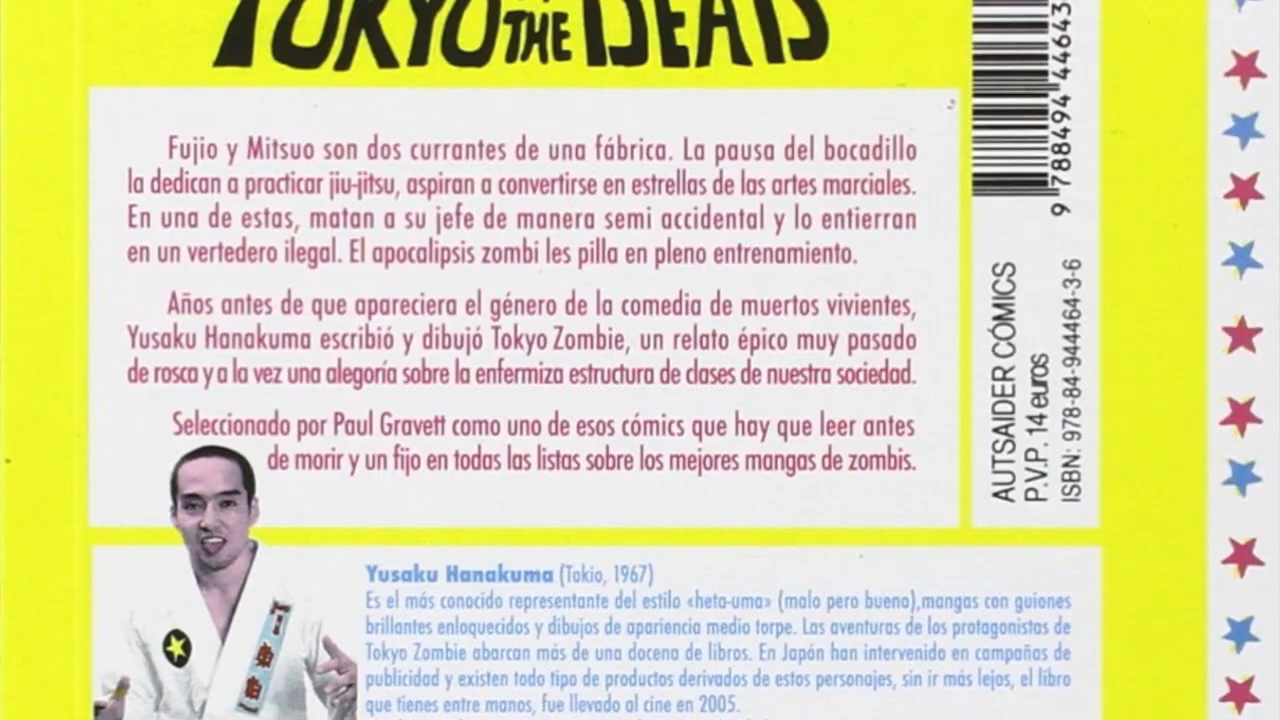 TOKYO OF THE DEAD
Fujio y Mitsuo son dos currantes de una fábrica. La pausa del bocadillo
la dedican a practicar jiu-jitsu, aspiran a convertirse en estrellas de las artes marciales.
En una de estas, matan a su jefe de manera semi accidental y lo entierran
en un vertedero ilegal. El apocalipsis zombi les pilla en pleno entrenamiento.
Años antes de que apareciera el género de la comedia de muertos vivientes,
Yusaku Hanakuma escribió y dibujó Tokyo Zombie, un relato épico muy pasado
de rosca y a la vez una alegoría sobre la enfermiza estructura de clases de nuestra sociedad.
Seleccionado por Paul Gravett como uno de esos cómics que hay que leer antes
de morir y un fijo en todas las listas sobre los mejores mangas de zombis.
9 788494 44643
AUTSAIDER CÓMICS
P.V.P. 14 euros
ISBN: 978-84-944464-3-6
Yusaku Hanakuma (Tokio, 1967)
Es el más conocido representante del estilo «heta-uma» (malo pero bueno),mangas con guiones
brillantes enloquecidos y dibujos de apariencia medio torpe. Las aventuras de los protagonistas de
Tokyo Zombie abarcan más de una docena de libros. En Japón han intervenido en campañas de
publicidad y existen todo tipo de productos derivados de estos personajes, sin ir más lejos, el libro
que tienes entre manos, fue llevado al cine en 2005.